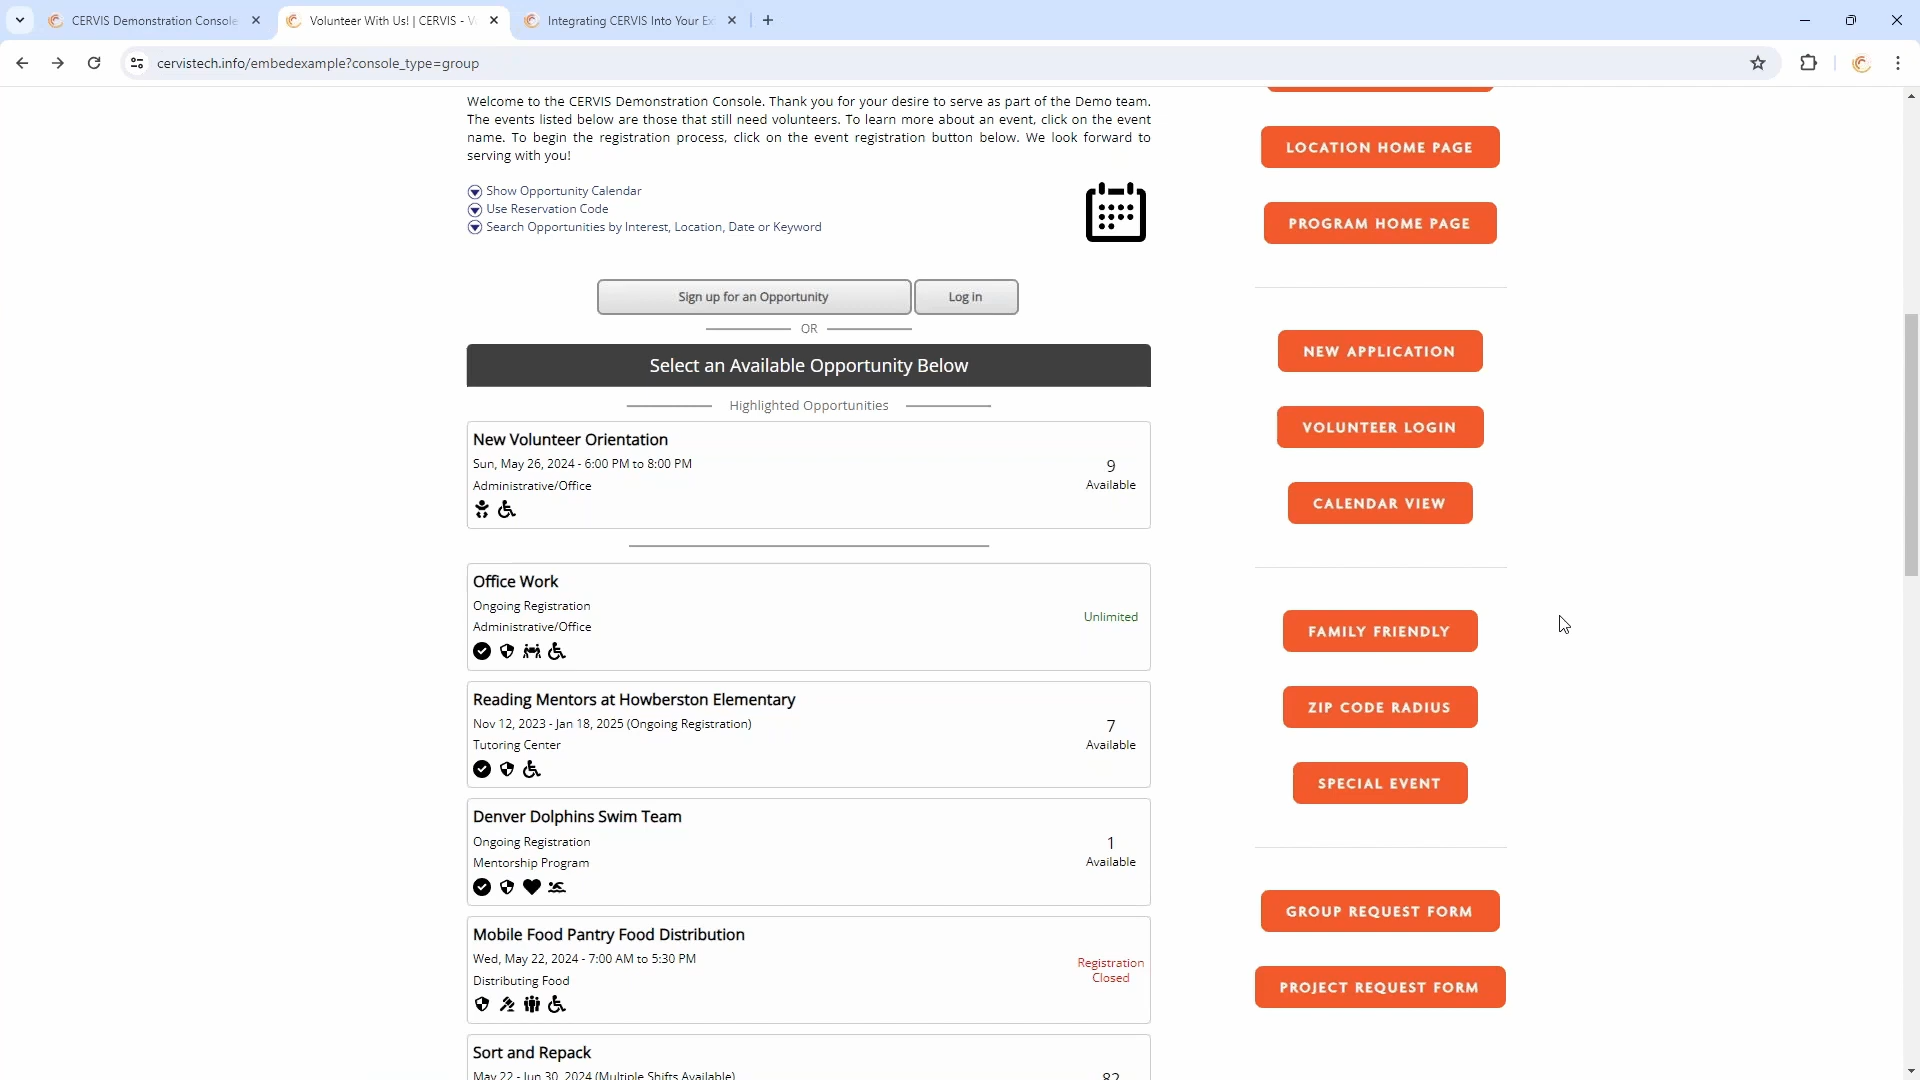 CERVIS Demonstration Console
Volunteer With Us! | CERVIS - V
Integrating CERVIS Into Your Ex
cervistech.info/embedexample?console_type=group
Welcome to the CERVIS Demonstration Console. Thank you for your desire to serve as part of the Demo team.
The events listed below are those that still need volunteers. To learn more about an event, click on the event
name. To begin the registration process, click on the event registration button below. We look forward to
serving with you!
Show Opportunity Calendar
Use Reservation Code
Search Opportunities by Interest, Location, Date or Keyword
Sign up for an Opportunity
Log in
OR
Select an Available Opportunity Below
Highlighted Opportunities
New Volunteer Orientation
Sun, May 26, 2024 - 6:00 PM to 8:00 PM
Administrative/Office
9
Available
Office Work
Ongoing Registration
Administrative/Office
Unlimited
Reading Mentors at Howberston Elementary
Nov 12, 2023 - Jan 18, 2025 (Ongoing Registration)
Tutoring Center
7
Available
Denver Dolphins Swim Team
Ongoing Registration
Mentorship Program
1
Available
Mobile Food Pantry Food Distribution
Wed, May 22, 2024 - 7:00 AM to 5:30 PM
Distributing Food
Registration
Closed
Sort and Repack
May 22 - Jun 30, 2024 (Multiple Shifts Available)
82
LOCATION HOME PAGE
PROGRAM HOME PAGE
NEW APPLICATION
VOLUNTEER LOGIN
CALENDAR VIEW
FAMILY FRIENDLY
ZIP CODE RADIUS
SPECIAL EVENT
GROUP REQUEST FORM
PROJECT REQUEST FORM